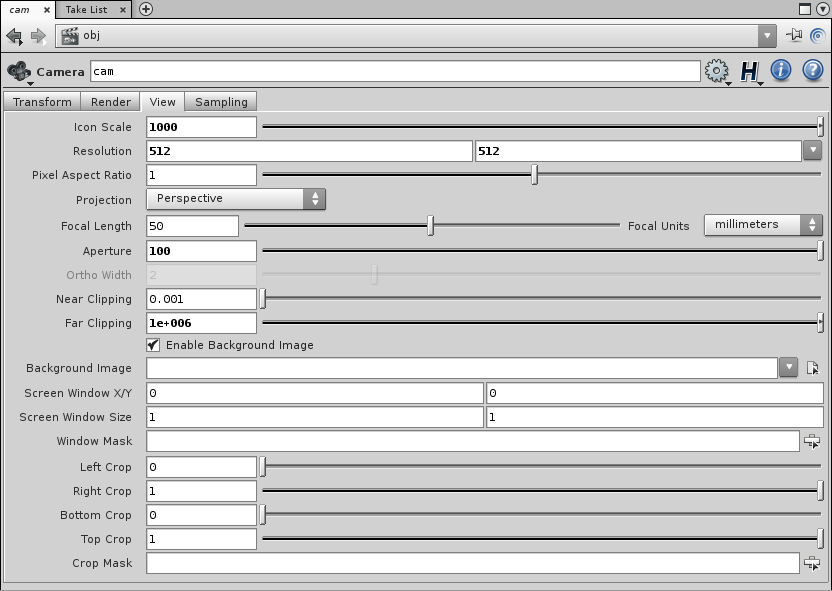 cam Take List
obj
Camera cam
Transform Render View Sampling
Icon Scale 1000
Resolution 512 512
Pixel Aspect Ratio 1
Projection Perspective
Focal Length 50 Focal Units millimeters
Aperture 100
Ortho Width 2
Near Clipping 0.001
Far Clipping 1e+006
Enable Background Image
Background Image
Screen Window X/Y 0 0
Screen Window Size 1 1
Window Mask
Left Crop 0
Right Crop 1
Bottom Crop 0
Top Crop 1
Crop Mask